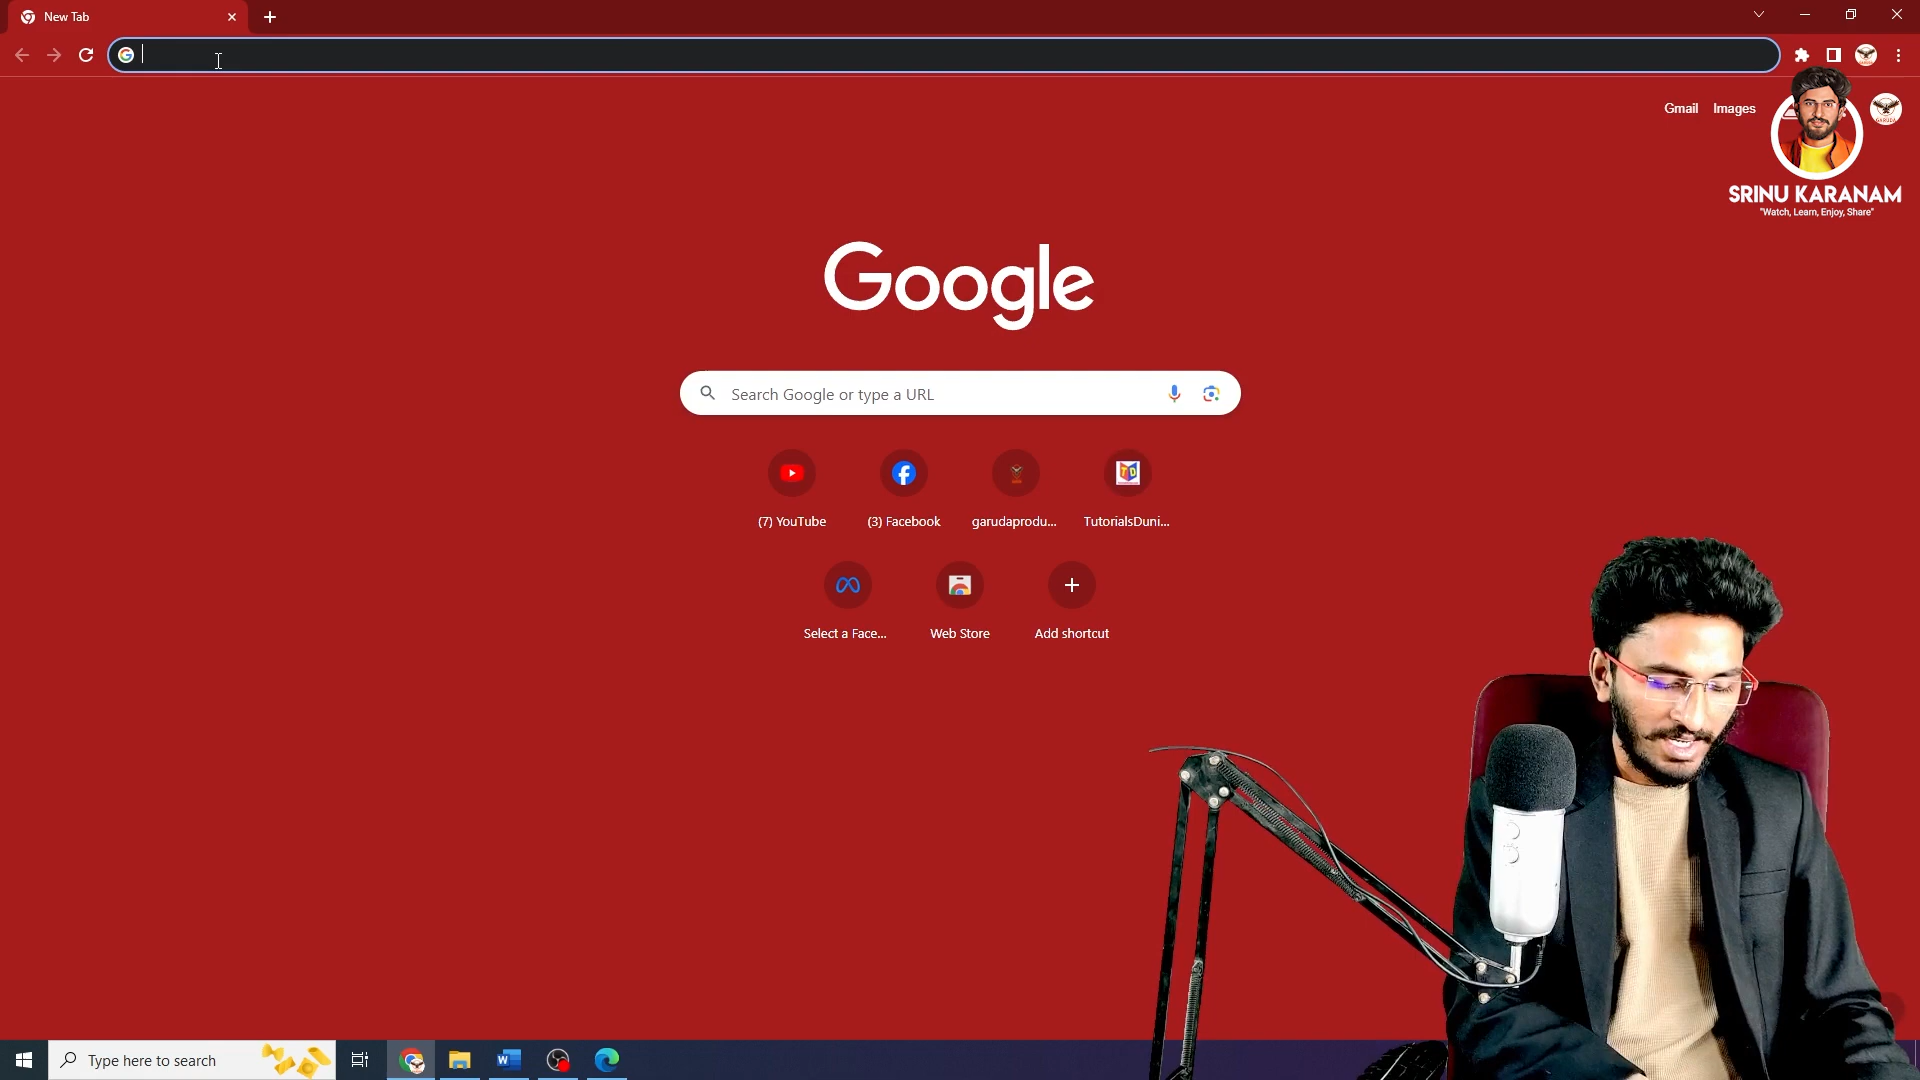 New Tab
Gmail Images
GARUDA
SRINU KARANAM
"Watch, Learn, Enjoy, Share"
Google
Search Google or type a URL
(7) YouTube (3) Facebook garudaprodu... TutorialsDuni...
Select a Face... Web Store Add shortcut
Type here to search